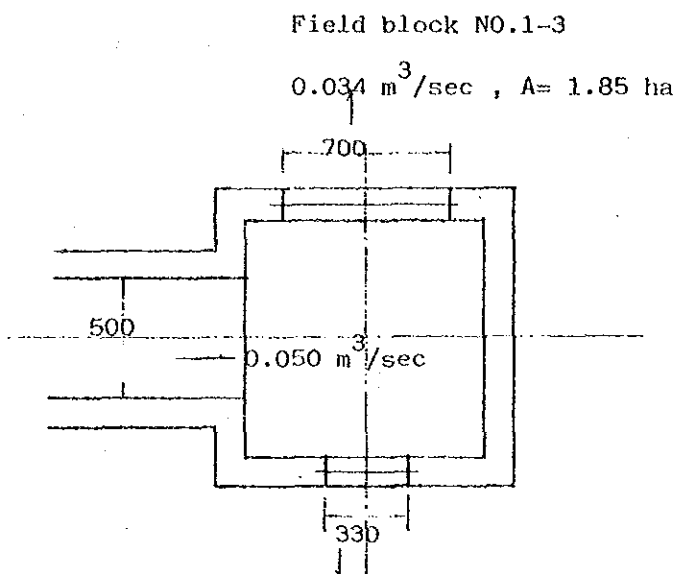 Field block NO.1-3
0.034 m³/sec , A= 1.85 ha
700
500
0.050 m³/sec
330